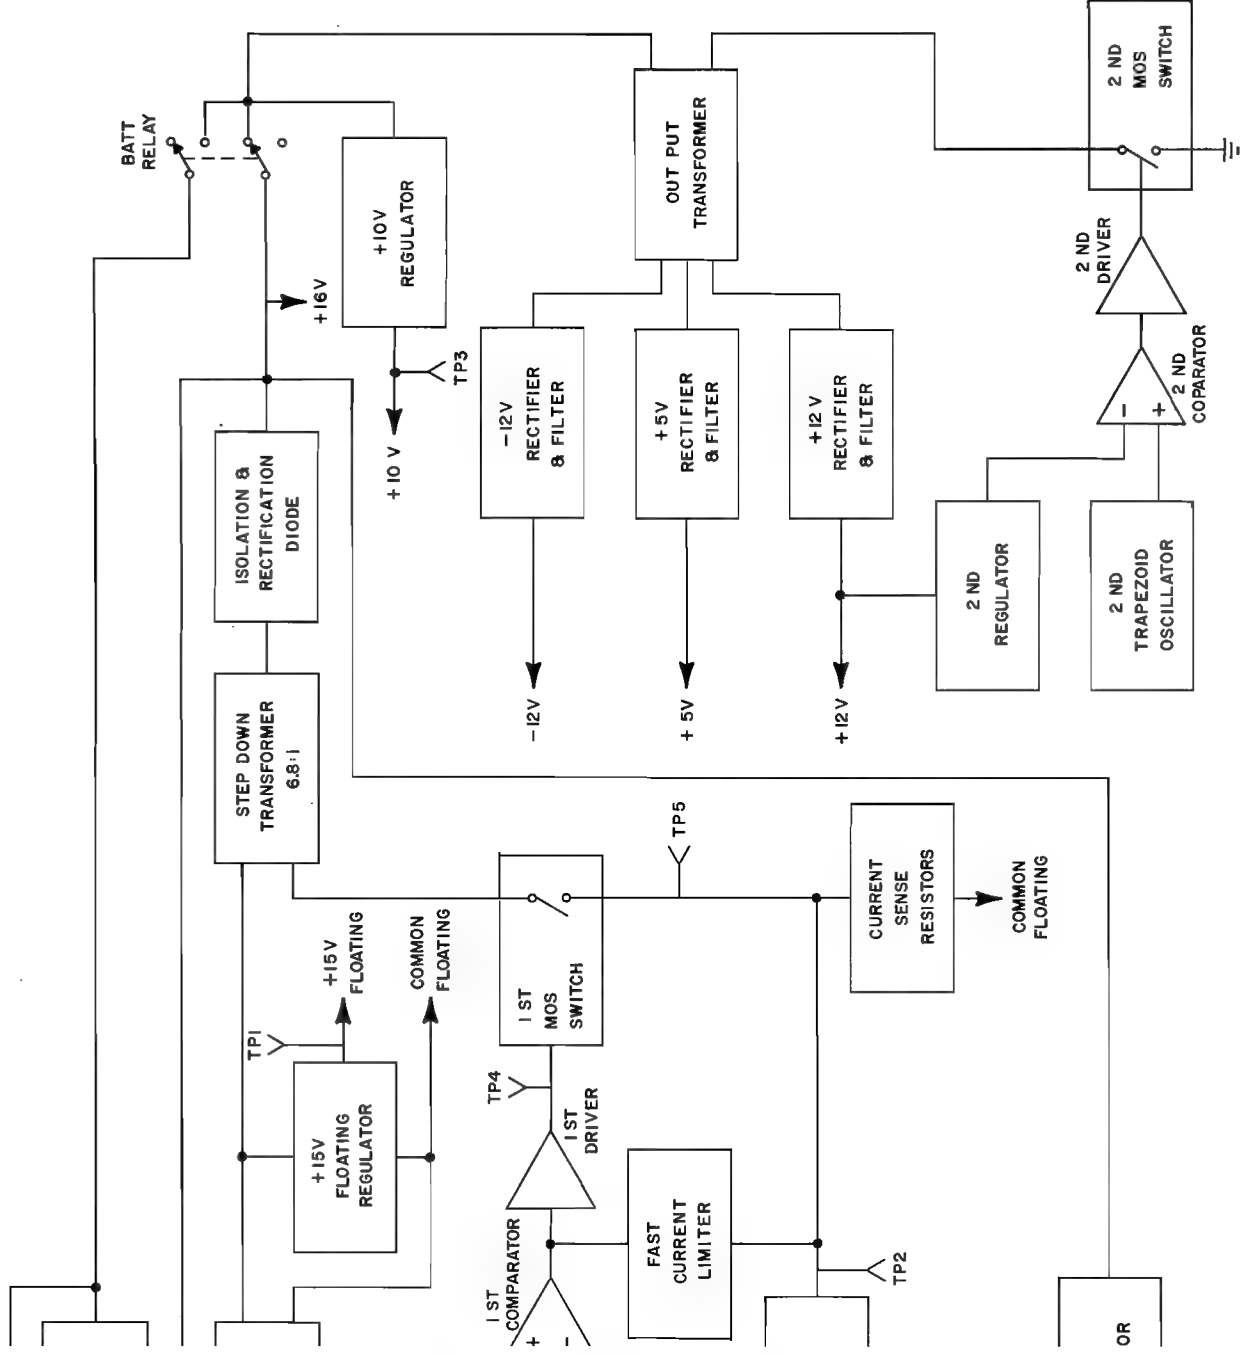 BATT
RELAY
+16V
+10V
REGULATOR
TP3
+10 V
OUT PUT
TRANSFORMER
2 ND
MOS
SWITCH
2 ND
DRIVER
2 ND
COPARATOR
-
+
-12V
RECTIFIER
& FILTER
+5V
RECTIFIER
& FILTER
+12V
RECTIFIER
& FILTER
ISOLATION &
RECTIFICATION
DIODE
2 ND
REGULATOR
2 ND
TRAPEZOID
OSCILLATOR
-12V
+ 5V
+12V
STEP DOWN
TRANSFORMER
6.8:1
TP5
CURRENT
SENSE
RESISTORS
COMMON
FLOATING
+15V
FLOATING
COMMON
FLOATING
1 ST
MOS
SWITCH
TP1
TP4
+15V
FLOATING
REGULATOR
1 ST
DRIVER
FAST
CURRENT
LIMITER
TP2
1 ST
COMPARATOR
+
-
OR